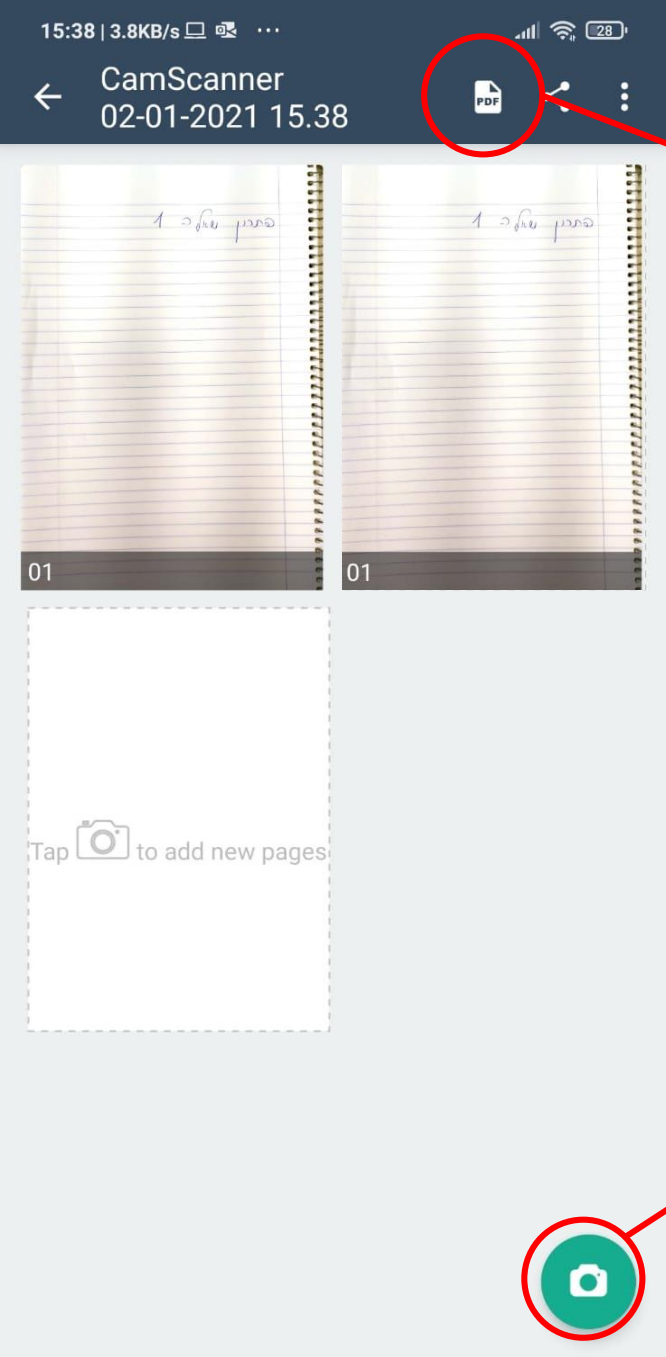 15:38 | 3.8KB/s ...
28
CamScanner
02-01-2021 15.38
PDF
פתרון שאלה 1
פתרון שאלה 1
01
01
Tap to add new pages